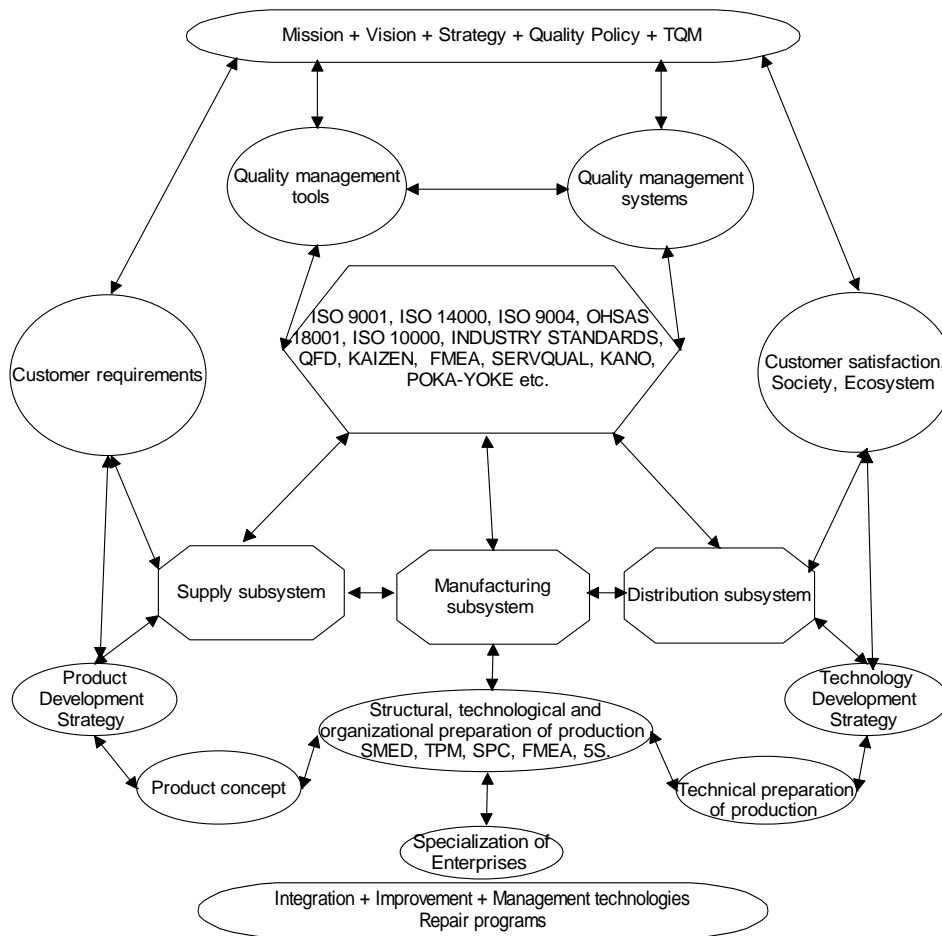 Mission + Vision + Strategy + Quality Policy + TQM
Quality management
tools
Quality management
systems
ISO 9001, ISO 14000, ISO 9004, OHSAS
18001, ISO 10000, INDUSTRY STANDARDS,
QFD, KAIZEN, FMEA, SERVQUAL, KANO,
POKA-YOKE etc.
Customer requirements
Customer satisfaction,
Society, Ecosystem
Supply subsystem
Manufacturing
subsystem
Distribution subsystem
Product
Development
Strategy
Structural, technological and
organizational preparation of production
SMED, TPM, SPC, FMEA, 5S.
Technology
Development
Strategy
Product concept
Technical preparation
of production
Specialization of
Enterprises
Integration + Improvement + Management technologies
Repair programs